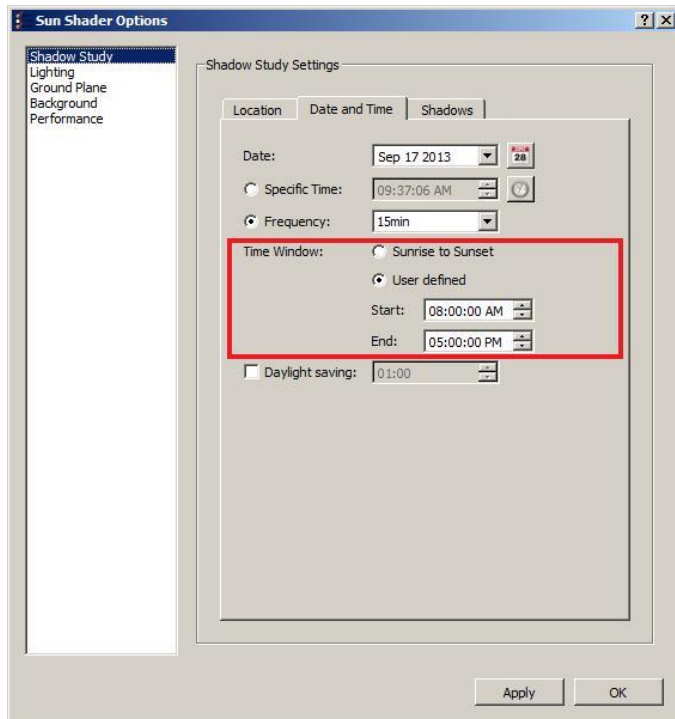 Sun Shader Options
Shadow Study
Lighting
Ground Plane
Background
Performance
Shadow Study Settings
Location Date and Time Shadows
Date: Sep 17 2013 28
Specific Time: 09:37:06 AM
Frequency: 15min
Time Window: Sunrise to Sunset
User defined
Start: 08:00:00 AM
End: 05:00:00 PM
Daylight saving: 01:00
Apply OK